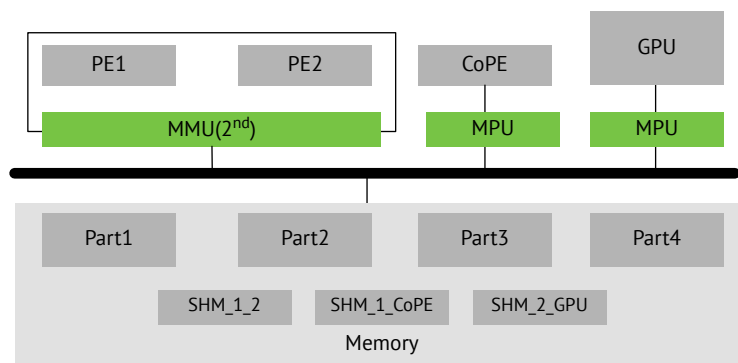 GPU
PE1
PE2
CoPE
MMU(2nd)
MPU
MPU
Part1
Part2
Part3
Part4
SHM_1_2
SHM_1_CoPE
SHM_2_GPU
Memory